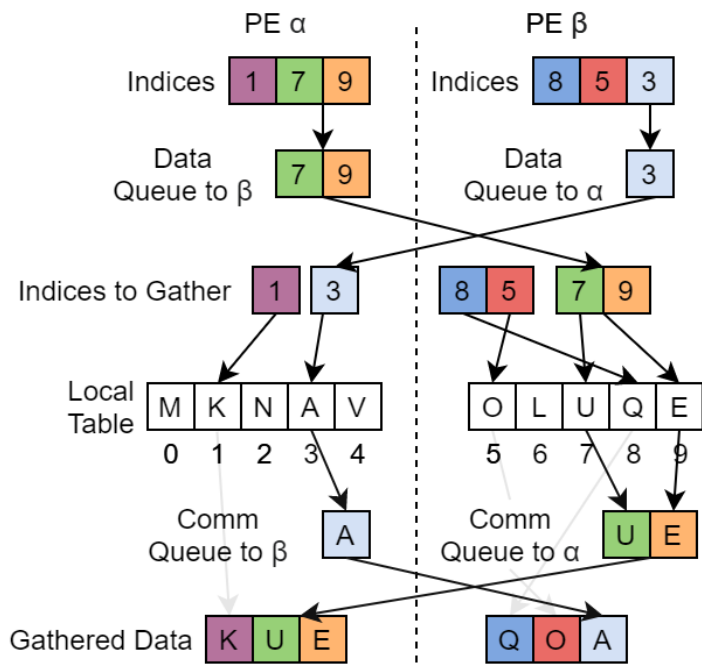 PE α PE β
Indices 1 7 9 Indices 8 5 3
Data Queue to β 7 9 Data Queue to α 3
Indices to Gather 1 3 8 5 7 9
Local Table M K N A V O L U Q E
0 1 2 3 4 5 6 7 8 9
Comm Queue to β A Comm Queue to α U E
Gathered Data K U E Q O A